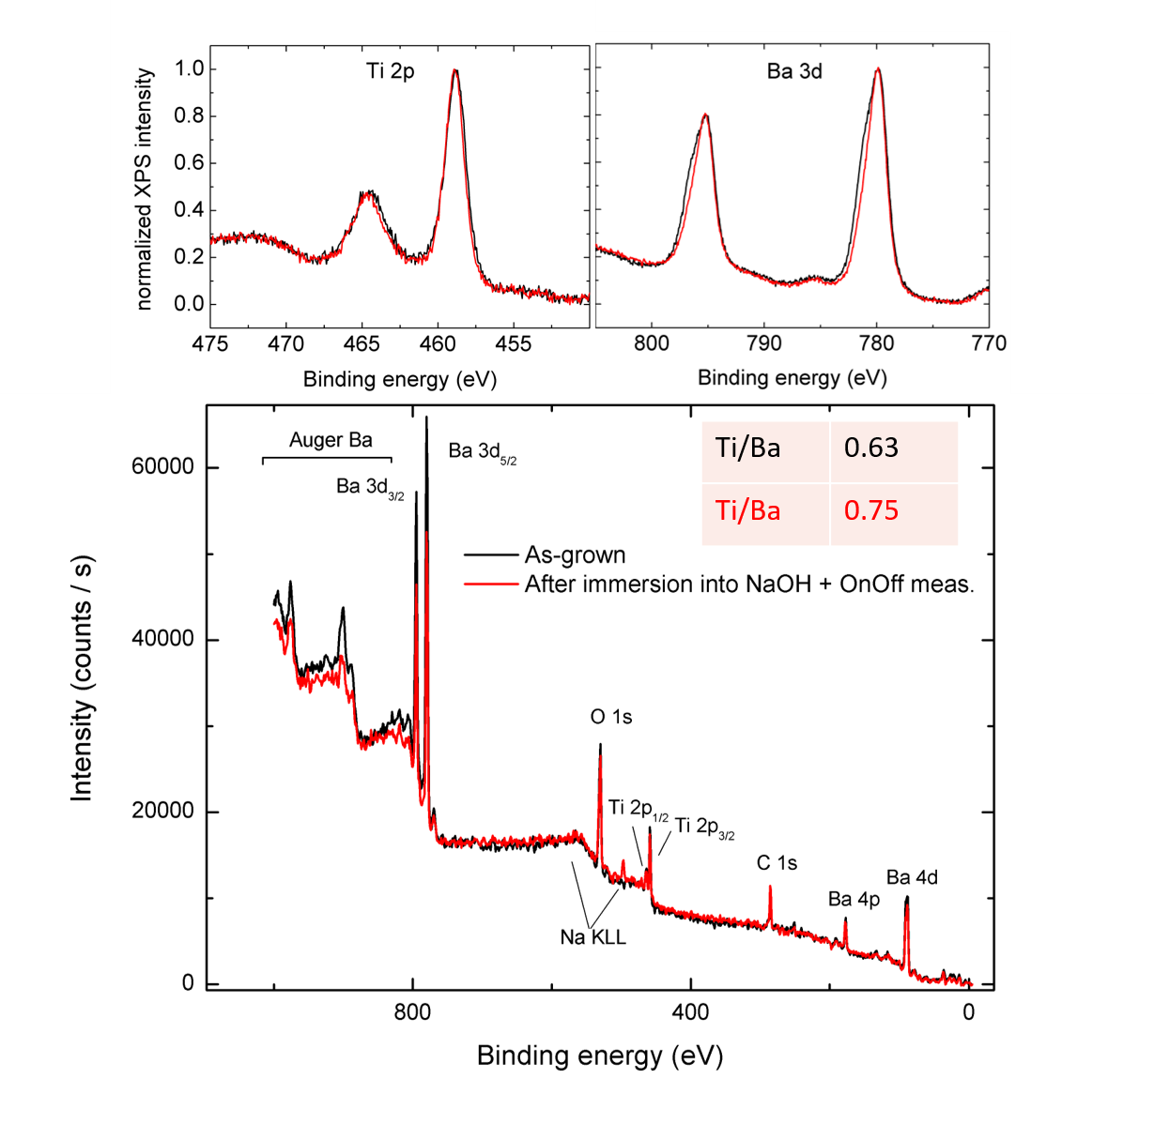 Ti 2p
Ba 3d
normalized XPS intensity
1.0
0.8
0.6
0.4
0.2
0.0
475 470 465 460 455
800 790 780 770
Binding energy (eV)
Binding energy (eV)
Auger Ba
Ba 3d5/2
Ba 3d3/2
Ti/Ba 0.63
Ti/Ba 0.75
As-grown
After immersion into NaOH + OnOff meas.
Intensity (counts / s)
60000
40000
20000
0
O 1s
Ti 2p1/2
Ti 2p3/2
C 1s
Ba 4p
Ba 4d
Na KLL
800 400 0
Binding energy (eV)